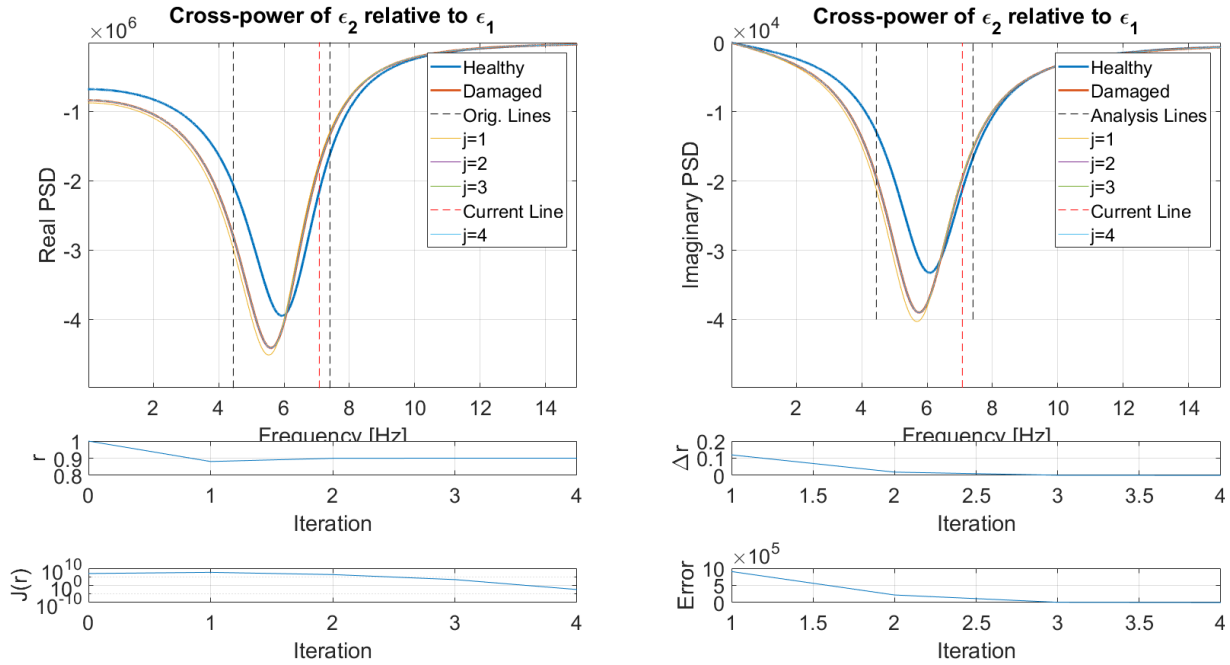 Cross-power of ϵ2 relative to ϵ1
×10^6
0
-1
-2
-3
-4
Real PSD
2 4 6 8 10 12 14
Frequency [Hz]
Healthy
Damaged
Orig. Lines
j=1
j=2
j=3
Current Line
j=4
Cross-power of ϵ2 relative to ϵ1
×10^4
0
-1
-2
-3
-4
Imaginary PSD
2 4 6 8 10 12 14
Frequency [Hz]
Healthy
Damaged
Analysis Lines
j=1
j=2
j=3
Current Line
j=4
r
1
0.9
0.8
0 1 2 3 4
Iteration
Δr
0.2
0.1
0
1 1.5 2 2.5 3 3.5 4
Iteration
J(r)
10^10
10^0
10^-10
0 1 2 3 4
Iteration
×10^5
Error
10
5
0
1 1.5 2 2.5 3 3.5 4
Iteration